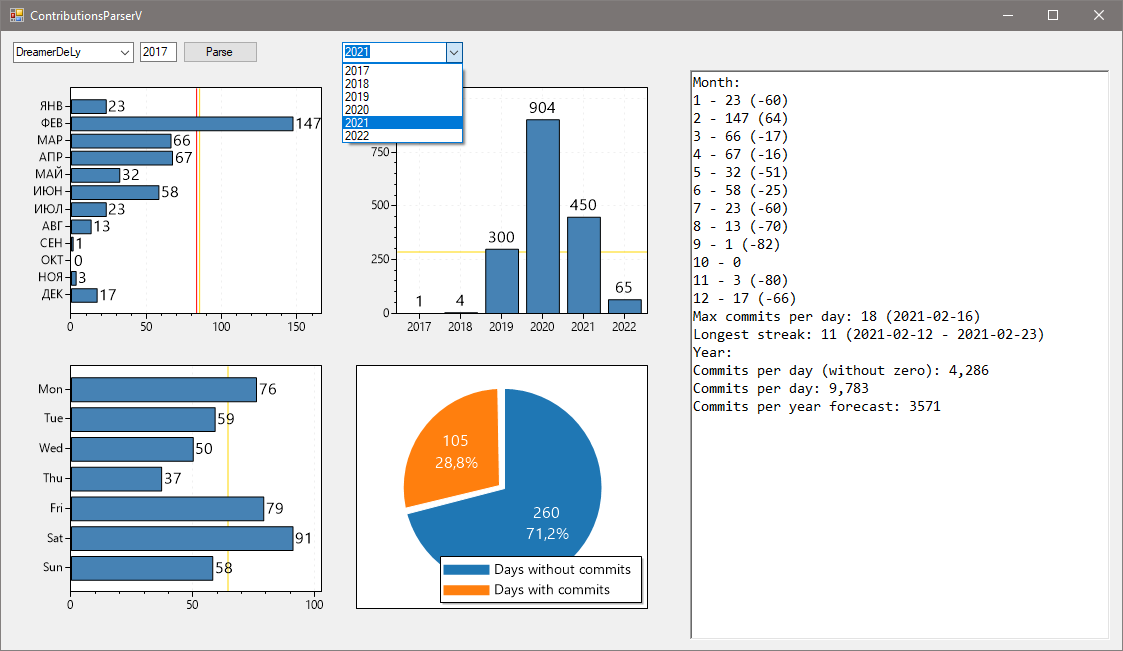 ContributionsParserV
DreamerDeLy
2017
Parse
2021
2017
2018
2019
2020
2021
2022
ЯНВ 23
ФЕВ 147
МАР 66
АПР 67
МАЙ 32
ИЮН 58
ИЮЛ 23
АВГ 13
СЕН 1
ОКТ 0
НОЯ 3
ДЕК 17
0 50 100 150
750
500
250
0
1 4 300 904 450 65
2017 2018 2019 2020 2021 2022
Mon 76
Tue 59
Wed 50
Thu 37
Fri 79
Sat 91
Sun 58
0 50 100
105
28,8%
260
71,2%
Days without commits
Days with commits
Month:
1 - 23 (-60)
2 - 147 (64)
3 - 66 (-17)
4 - 67 (-16)
5 - 32 (-51)
6 - 58 (-25)
7 - 23 (-60)
8 - 13 (-70)
9 - 1 (-82)
10 - 0
11 - 3 (-80)
12 - 17 (-66)
Max commits per day: 18 (2021-02-16)
Longest streak: 11 (2021-02-12 - 2021-02-23)
Year:
Commits per day (without zero): 4,286
Commits per day: 9,783
Commits per year forecast: 3571